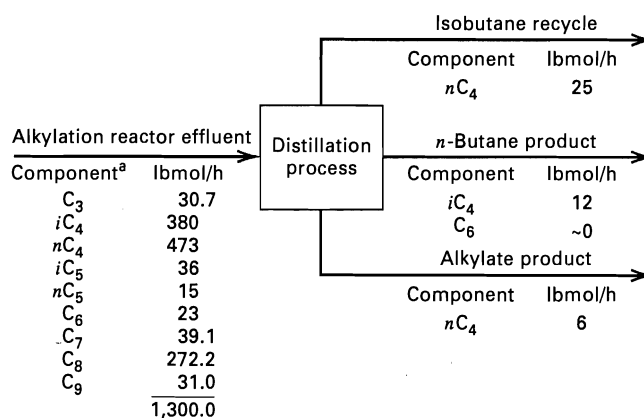 Isobutane recycle
Component lbmol/h
nC4 25
Alkylation reactor effluent
Componentᵃ lbmol/h
C3 30.7
iC4 380
nC4 473
iC5 36
nC5 15
C6 23
C7 39.1
C8 272.2
C9 31.0
1,300.0
Distillation
process
n-Butane product
Component lbmol/h
iC4 12
C6 ~0
Alkylate product
Component lbmol/h
nC4 6